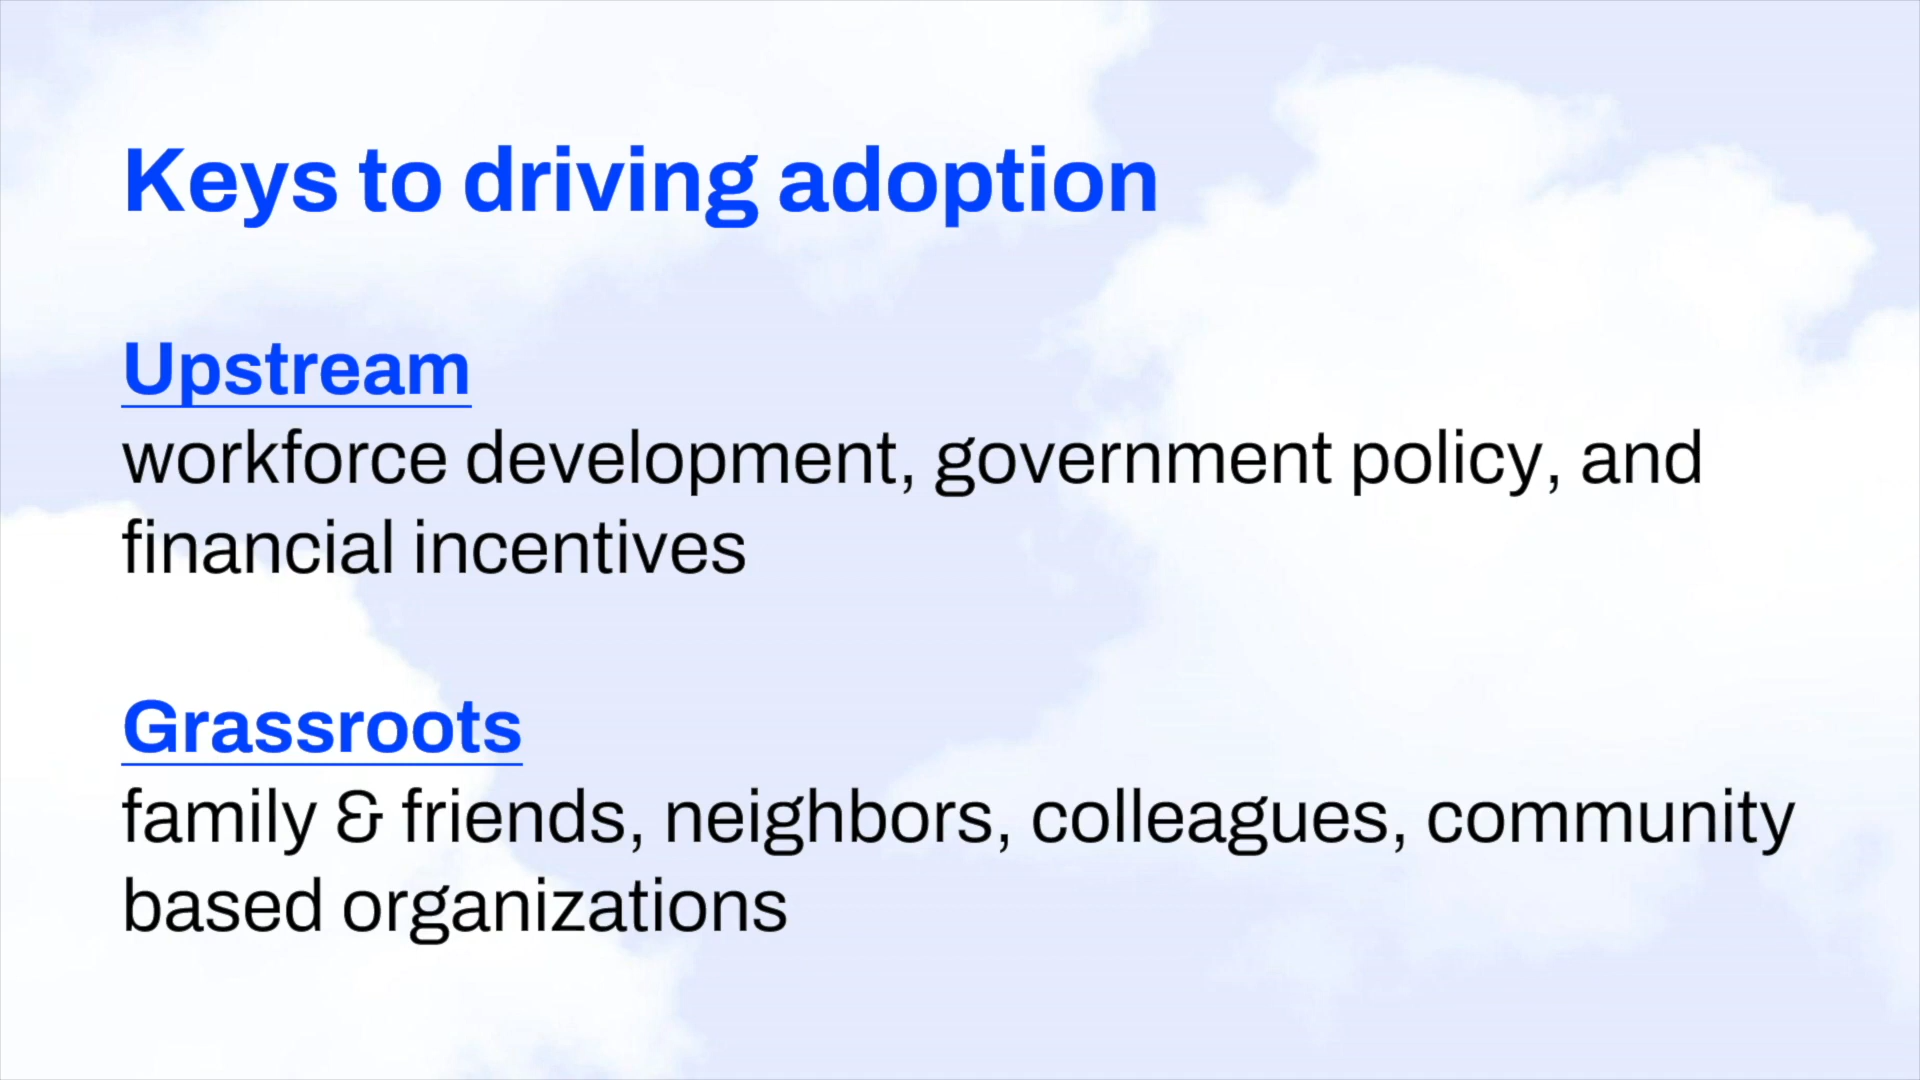 Keys to driving adoption
Upstream
workforce development, government policy, and
financial incentives
Grassroots
family & friends, neighbors, colleagues, community
based organizations